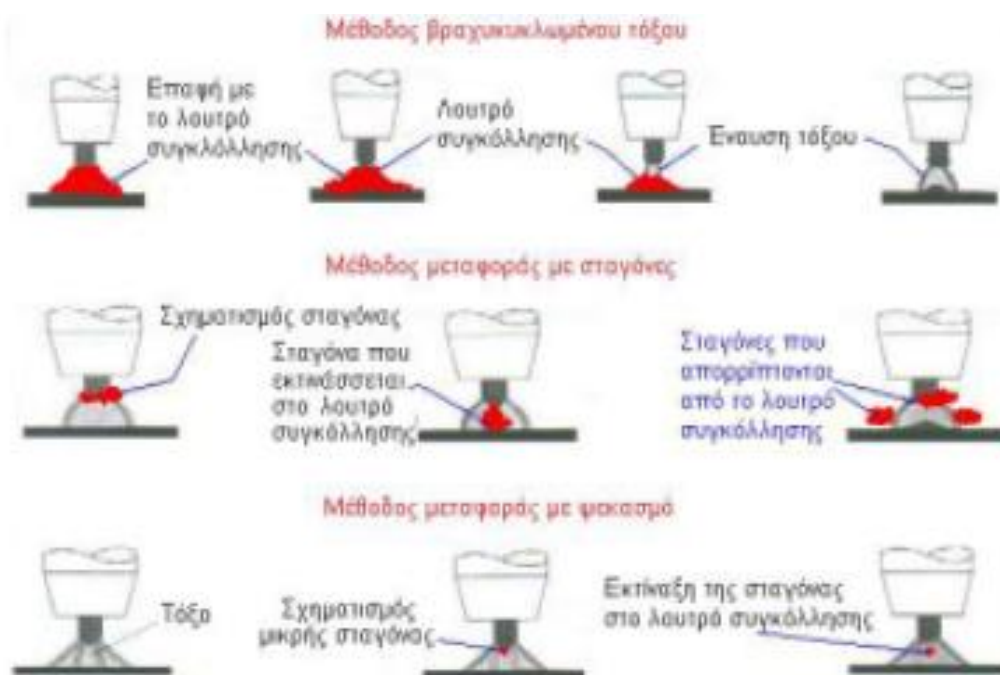 Μέθοδος βραχυκυκλωμένου τόξου
Επαφή με
το λουτρό
συγκλόλλησης
Λουτρό
συγκόλλησης
Έναυση τόξου
Μέθοδος μεταφοράς με σταγόνες
Σχηματισμός σταγόνας
Σταγόνα που
εκτινάσσεται
στο λουτρό
συγκόλλησης
Σταγόνες που
απορρίπτονται
από το λουτρό
συγκόλλησης
Μέθοδος μεταφοράς με ψεκασμό
Τόξο
Σχηματισμός
μικρής σταγόνας
Εκτίναξη της σταγόνας
στο λουτρό συγκόλλησης